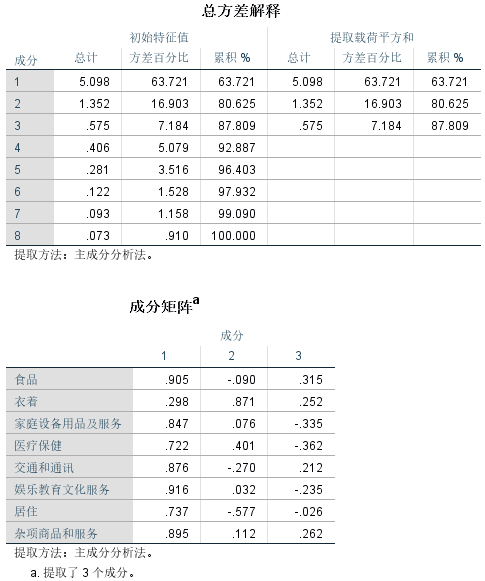 总方差解释
初始特征值 提取载荷平方和
成分 总计 方差百分比 累积 % 总计 方差百分比 累积 %
1 5.098 63.721 63.721 5.098 63.721 63.721
2 1.352 16.903 80.625 1.352 16.903 80.625
3 .575 7.184 87.809 .575 7.184 87.809
4 .406 5.079 92.887
5 .281 3.516 96.403
6 .122 1.528 97.932
7 .093 1.158 99.090
8 .073 .910 100.000
提取方法：主成分分析法。
成分矩阵a
成分
1 2 3
食品 .905 -.090 .315
衣着 .298 .871 .252
家庭设备用品及服务 .847 .076 -.335
医疗保健 .722 .401 -.362
交通和通讯 .876 -.270 .212
娱乐教育文化服务 .916 .032 -.235
居住 .737 -.577 -.026
杂项商品和服务 .895 .112 .262
提取方法：主成分分析法。
a. 提取了 3 个成分。